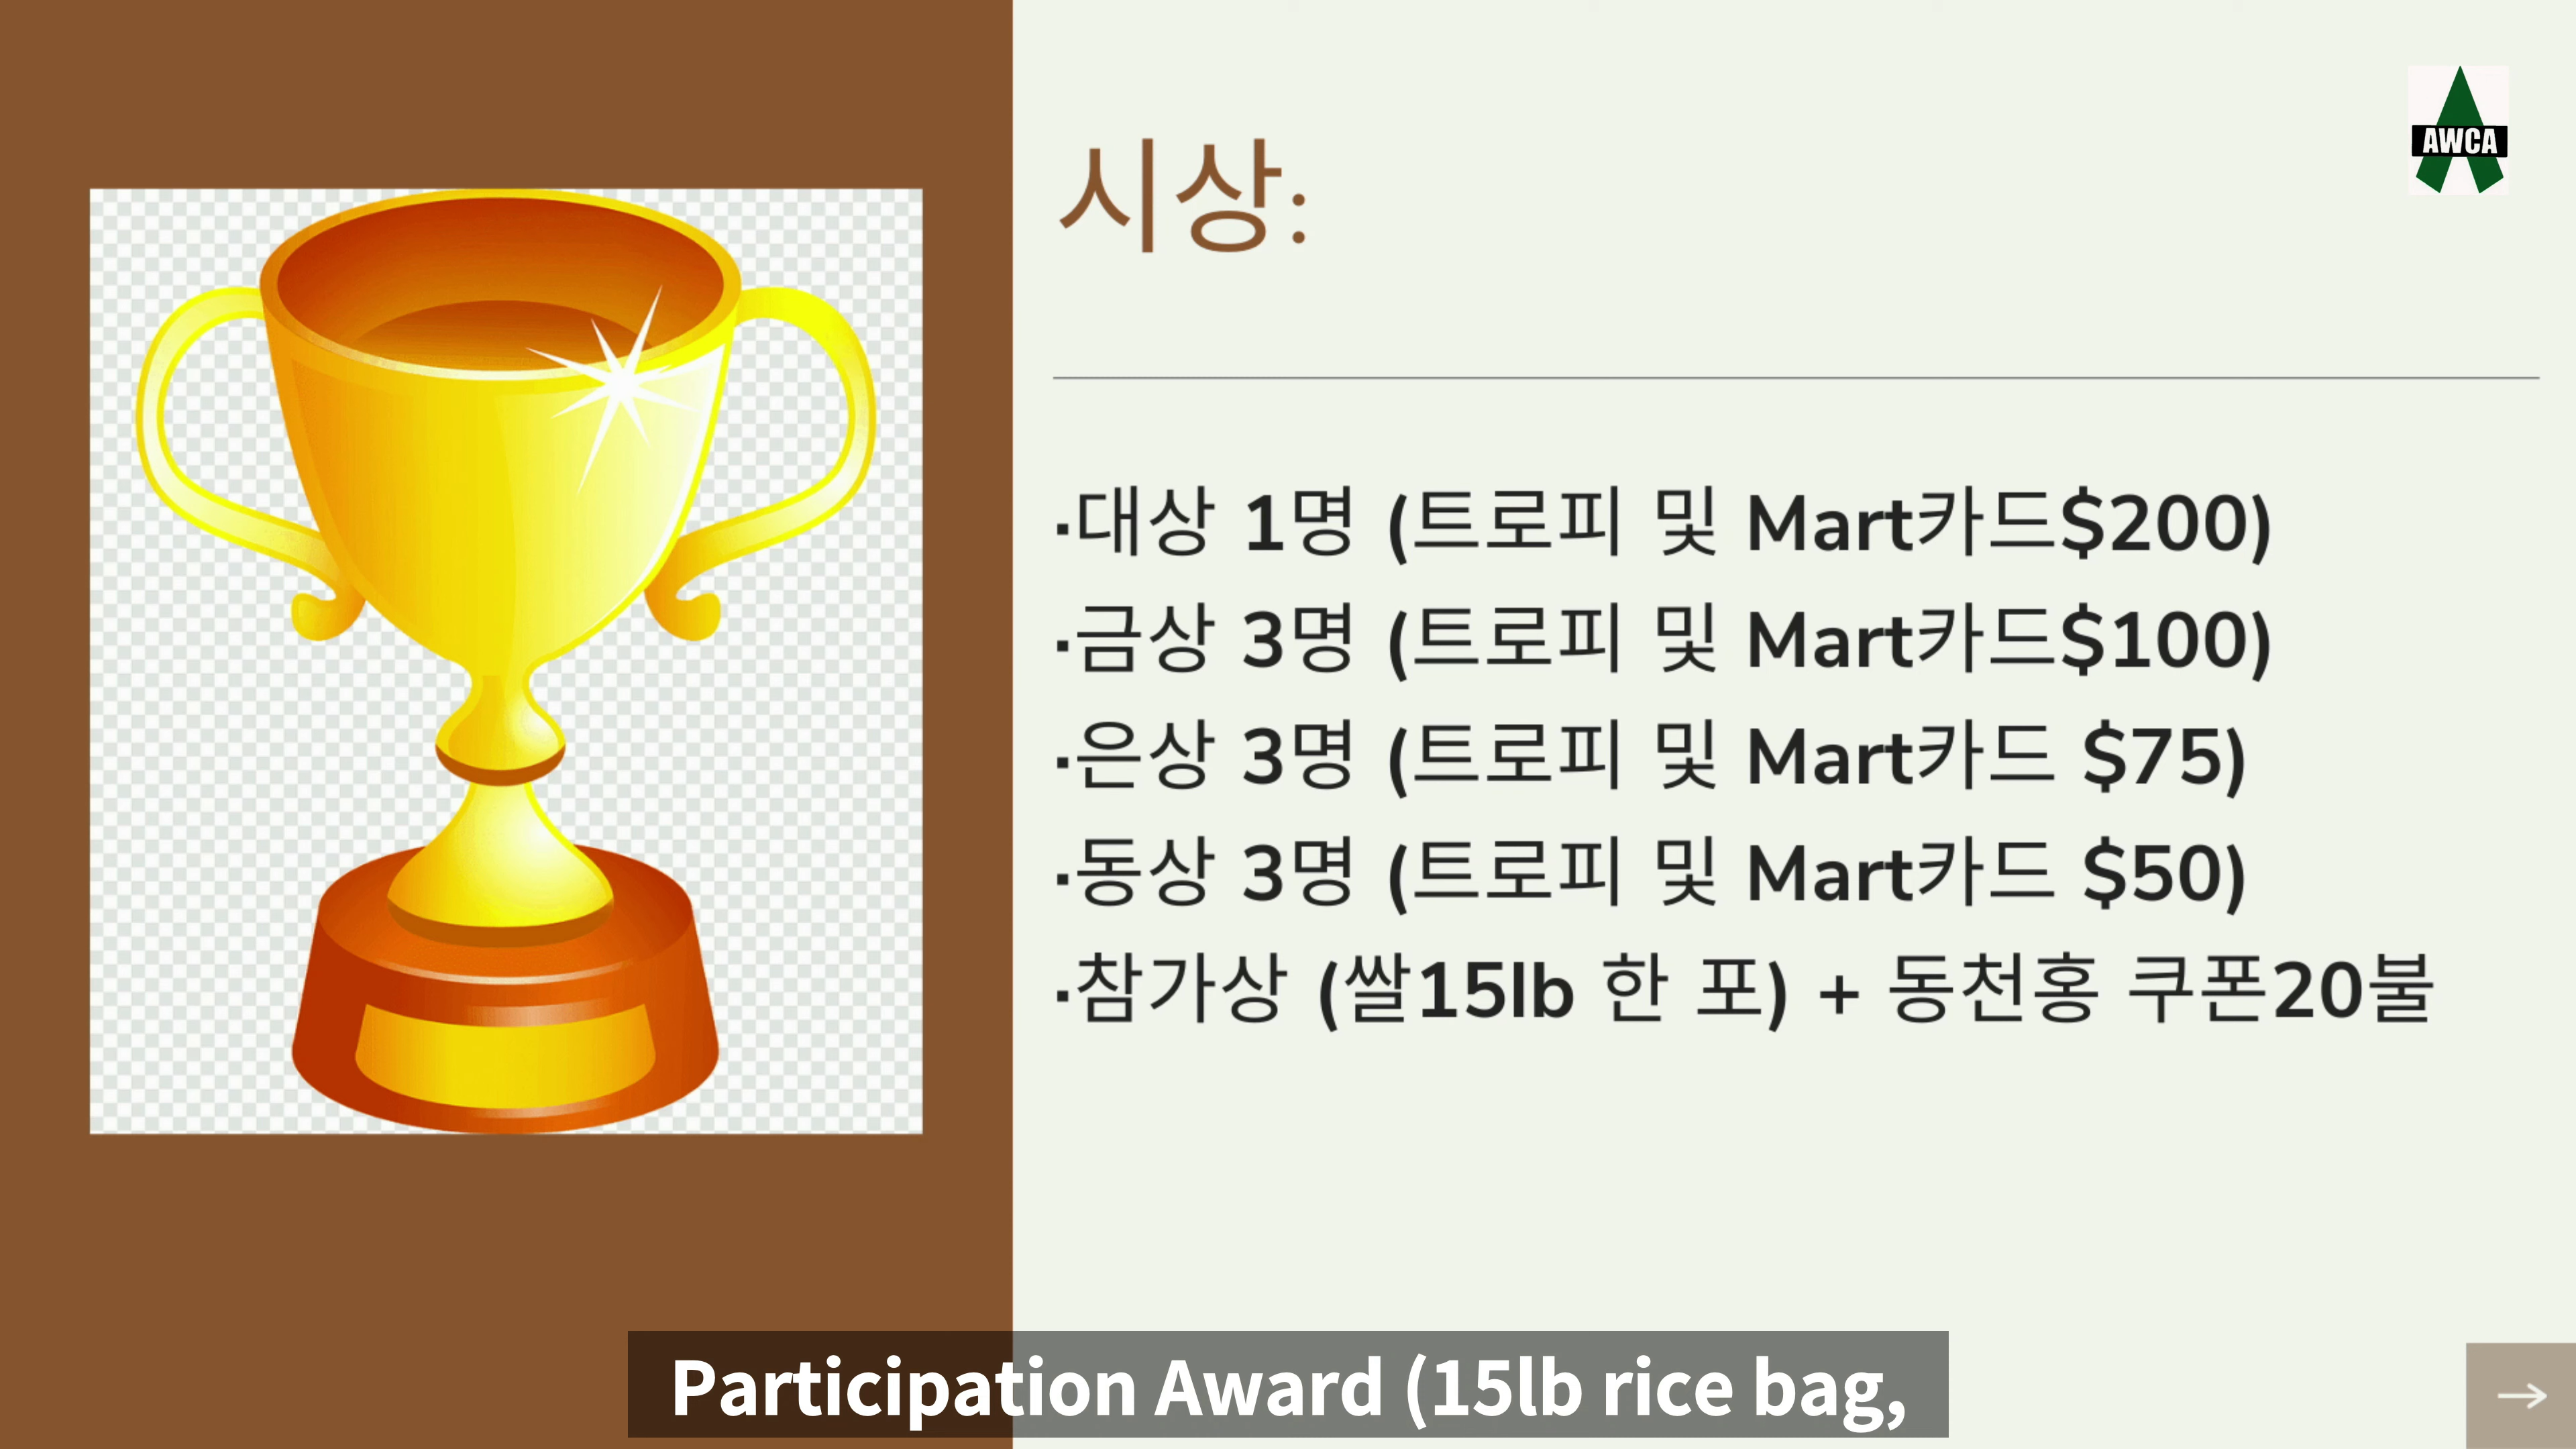 AWCA
시상:
·대상 1명 (트로피 및 Mart카드$200)
·금상 3명 (트로피 및 Mart카드$100)
·은상 3명 (트로피 및 Mart카드 $75)
·동상 3명 (트로피 및 Mart카드 $50)
·참가상 (쌀15lb 한 포) + 동천홍 쿠폰20불
Participation Award (15lb rice bag,